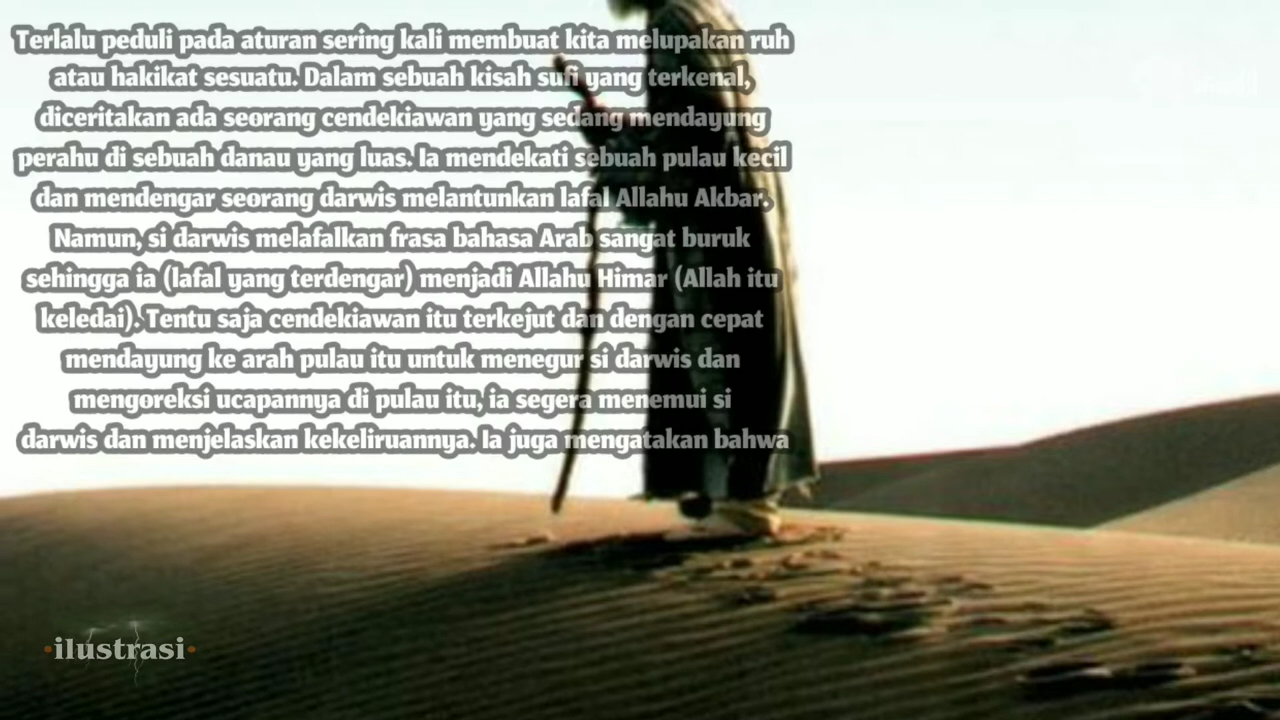 Terlalu peduli pada aturan sering kali membuat kita melupakan ruh
atau hakikat sesuatu. Dalam sebuah kisah sufi yang terkenal,
diceritakan ada seorang cendekiawan yang sedang mendayung
perahu di sebuah danau yang luas. Ia mendekati sebuah pulau kecil
dan mendengar seorang darwis melantunkan lafal Allahu Akbar.
Namun, si darwis melafalkan frasa bahasa Arab sangat buruk
sehingga ia (lafal yang terdengar) menjadi Allahu Himar (Allah itu
keledai). Tentu saja cendekiawan itu terkejut dan dengan cepat
mendayung ke arah pulau itu untuk menegur si darwis dan
mengoreksi ucapannya di pulau itu, ia segera menemui si
darwis dan menjelaskan kekeliruannya. Ia juga mengatakan bahwa
•ilustrasi•